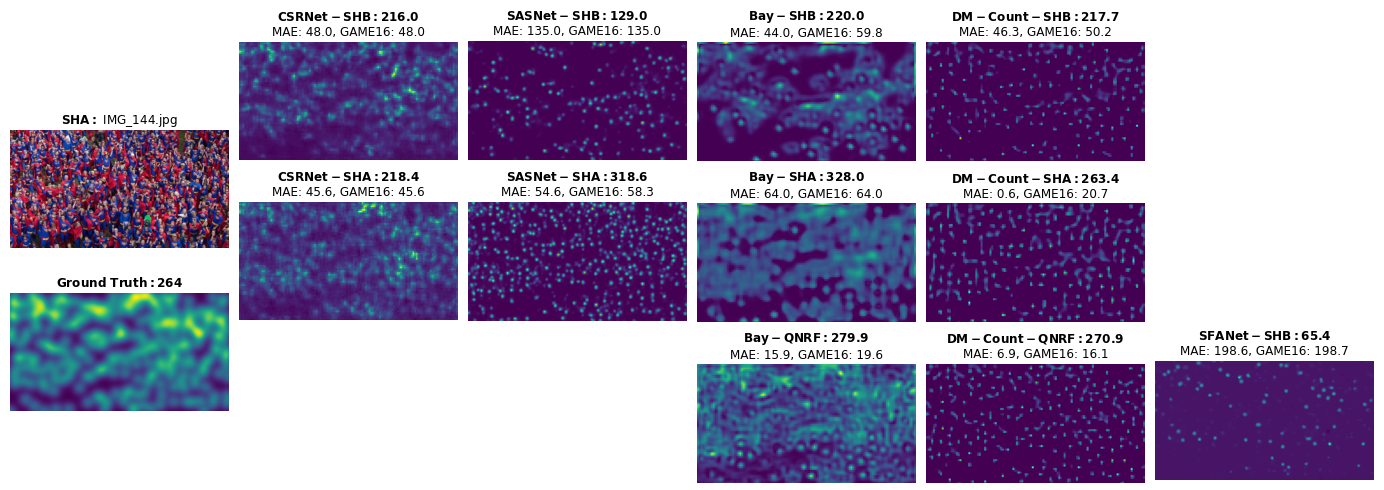 SHA: IMG_144.jpg
Ground Truth:264
CSRNet-SHB:216.0
MAE: 48.0, GAME16: 48.0
SASNet-SHB:129.0
MAE: 135.0, GAME16: 135.0
Bay-SHB:220.0
MAE: 44.0, GAME16: 59.8
DM-Count-SHB:217.7
MAE: 46.3, GAME16: 50.2
CSRNet-SHA:218.4
MAE: 45.6, GAME16: 45.6
SASNet-SHA:318.6
MAE: 54.6, GAME16: 58.3
Bay-SHA:328.0
MAE: 64.0, GAME16: 64.0
DM-Count-SHA:263.4
MAE: 0.6, GAME16: 20.7
Bay-QNRF:279.9
MAE: 15.9, GAME16: 19.6
DM-Count-QNRF:270.9
MAE: 6.9, GAME16: 16.1
SFANet-SHB:65.4
MAE: 198.6, GAME16: 198.7